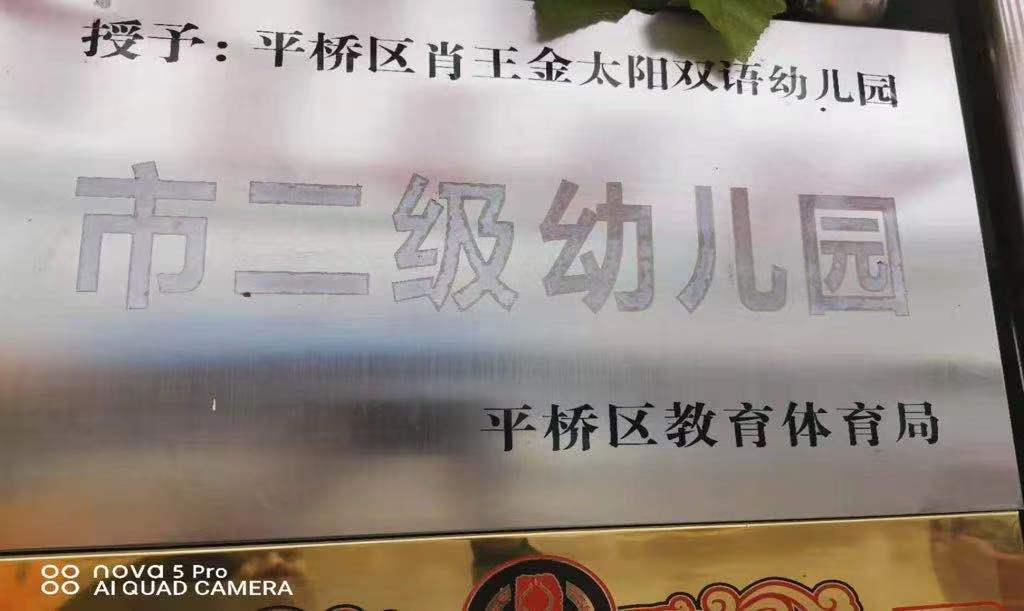 授予：平桥区肖王金太阳双语幼儿园
市二级幼儿园
平桥区教育体育局
nova 5 Pro
AI QUAD CAMERA